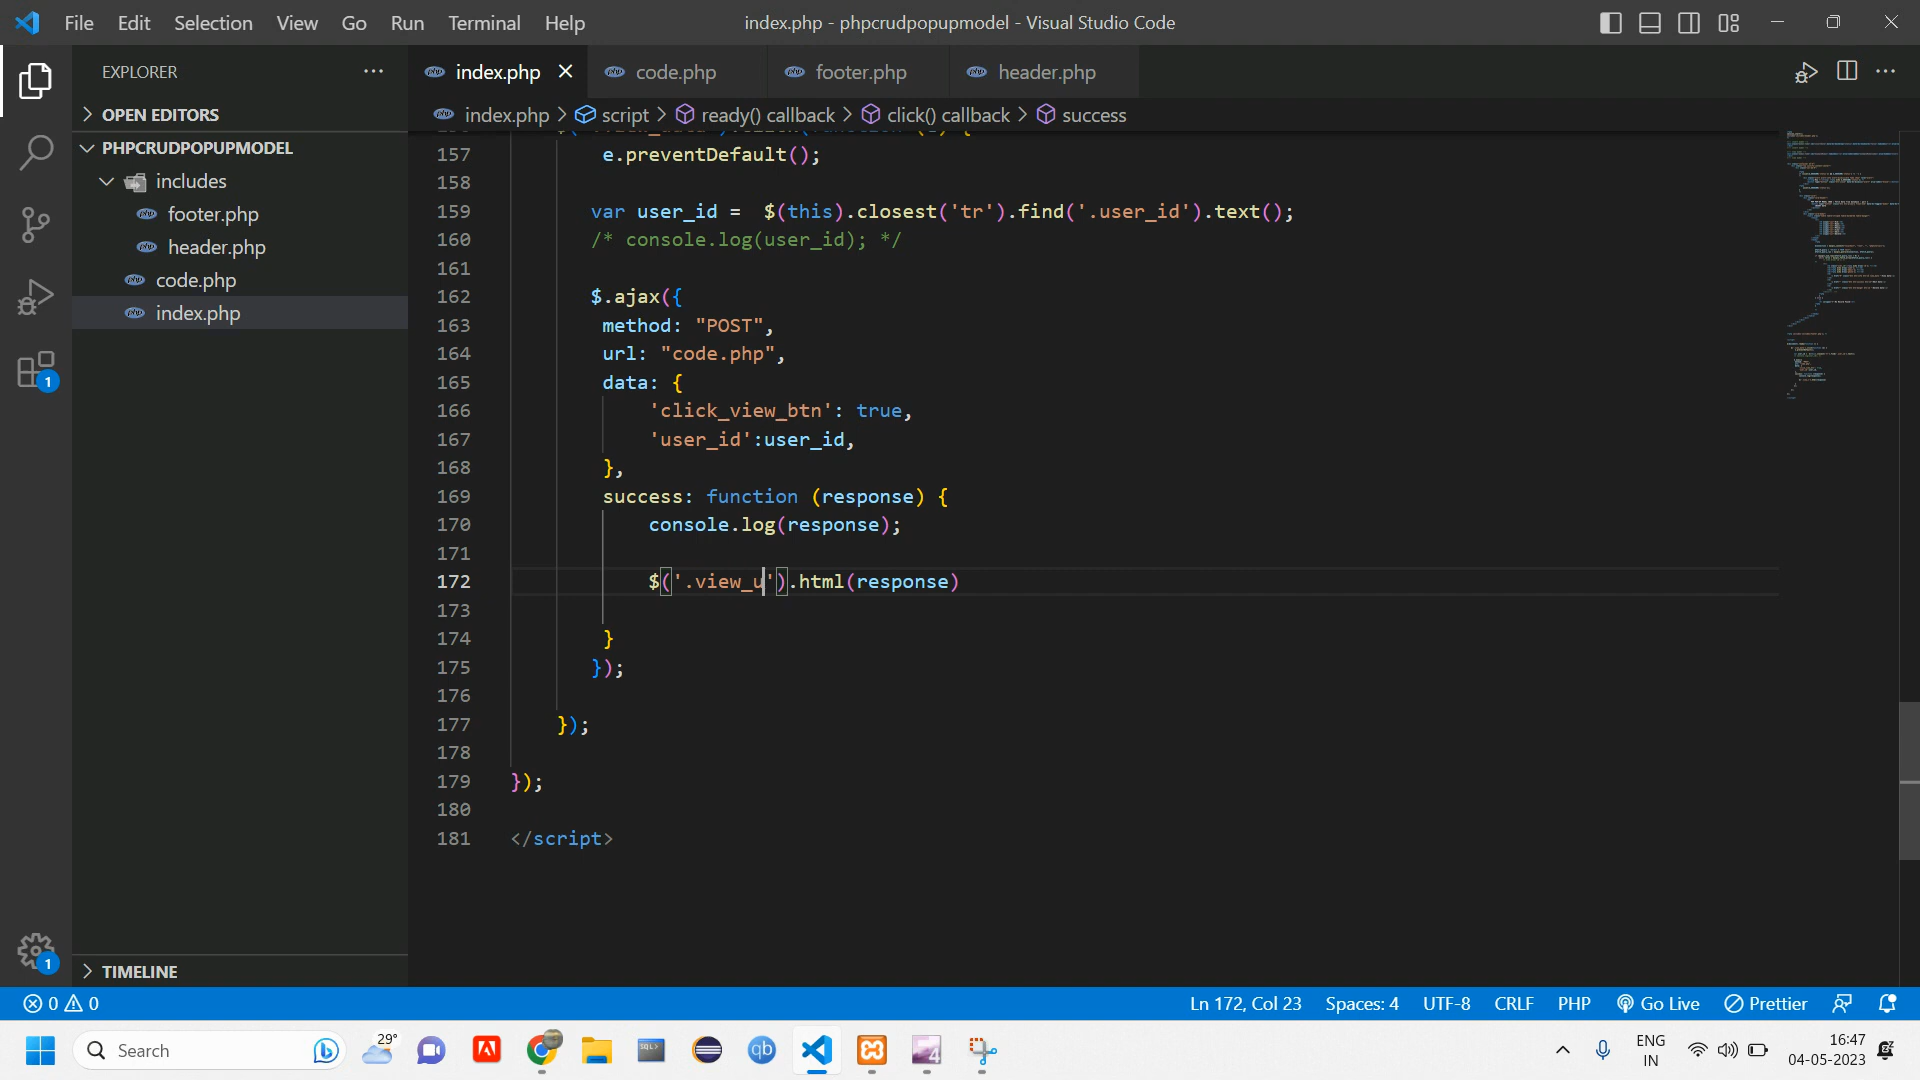 File Edit Selection View Go Run Terminal Help
index.php - phpcrudpopupmodel - Visual Studio Code
EXPLORER
index.php
code.php
footer.php
header.php
OPEN EDITORS
index.php > script > ready() callback > click() callback > success
PHPCRUDPOPUPMODEL
includes
footer.php
header.php
code.php
index.php
157 e.preventDefault();
158
159 var user_id =  $(this).closest('tr').find('.user_id').text();
160 /* console.log(user_id); */
161
162 $.ajax({
163 method: "POST",
164 url: "code.php",
165 data: {
166 'click_view_btn': true,
167 'user_id':user_id,
168 },
169 success: function (response) {
170 console.log(response);
171
172 $('.view_u').html(response)
173
174 }
175 });
176
177 });
178
179 });
180
181 </script>
1
1
TIMELINE
0 0
Ln 172, Col 23 Spaces: 4 UTF-8 CRLF PHP Go Live Prettier
Search
29°
qb
4
ENG
IN
16:47
04-05-2023